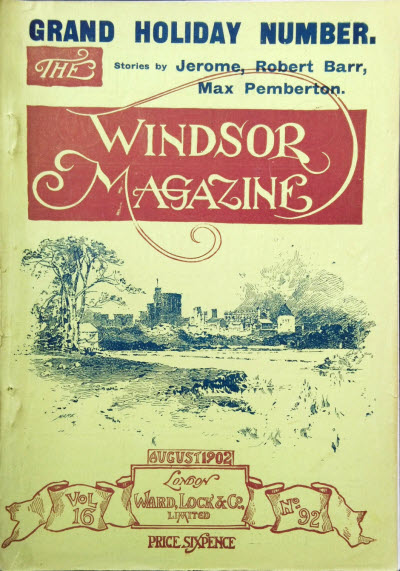 GRAND HOLIDAY NUMBER.
THE
Stories by Jerome, Robert Barr,
Max Pemberton.
WINDSOR
MAGAZINE
AUGUST 1902
LONDON
VOL 16
WARD, LOCK & Co.,
LIMITED
No. 92
PRICE SIXPENCE